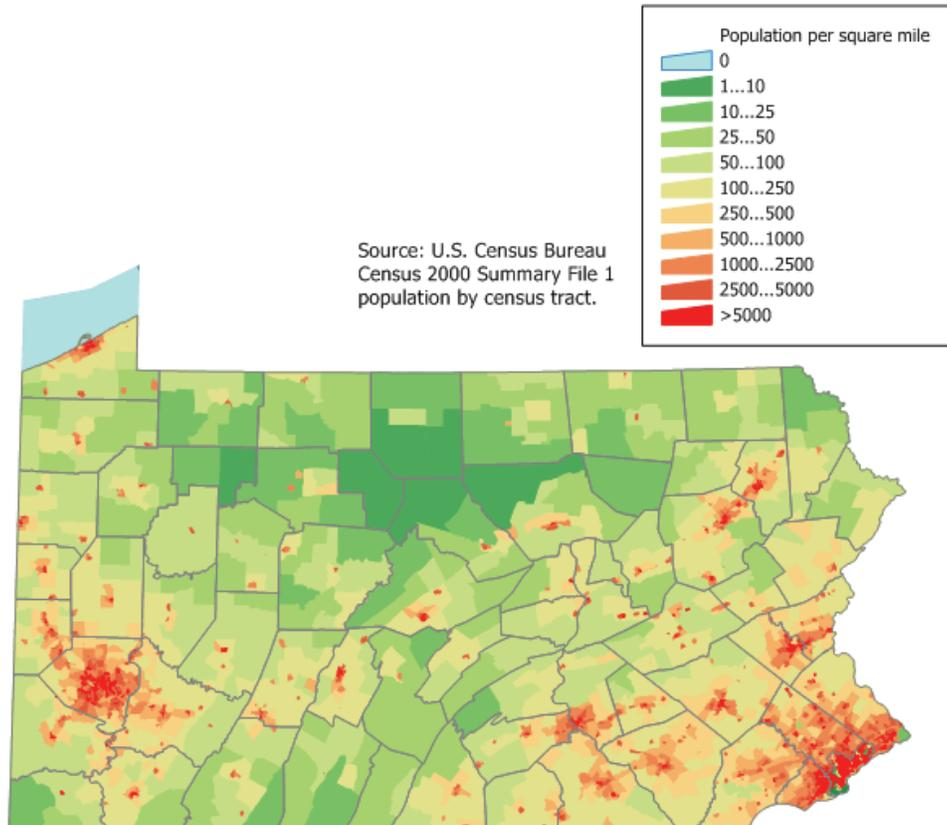 Population per square mile
0
1...10
10...25
25...50
50...100
100...250
250...500
500...1000
1000...2500
2500...5000
>5000
Source: U.S. Census Bureau
Census 2000 Summary File 1
population by census tract.